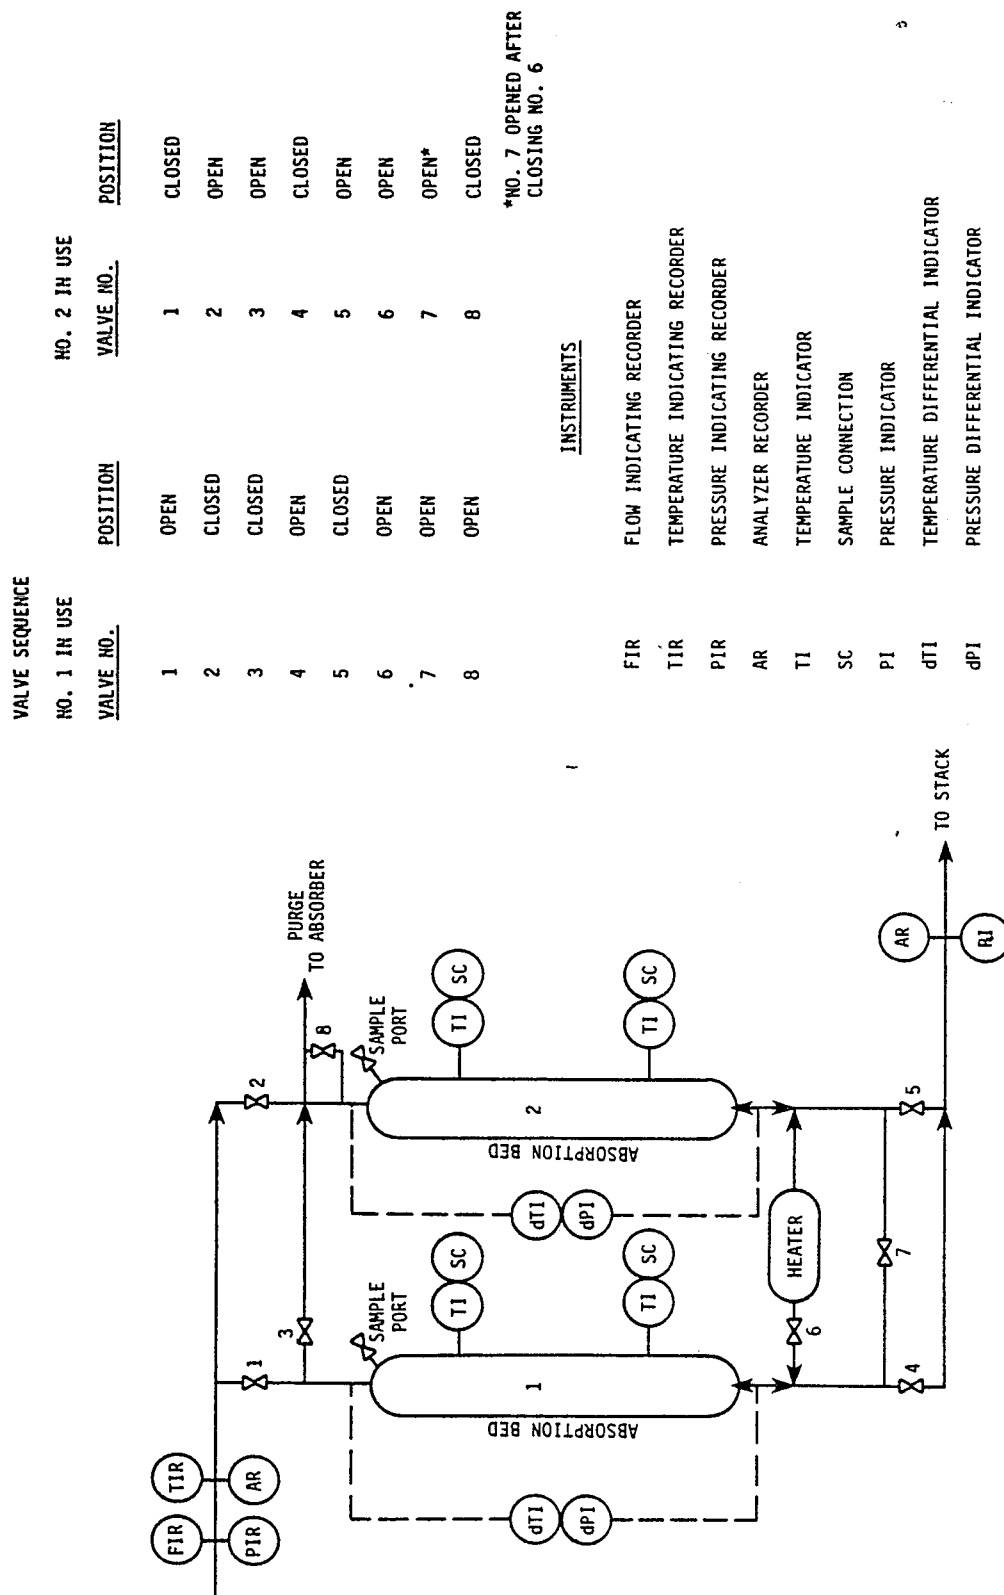 VALVE SEQUENCE
NO. 1 IN USE NO. 2 IN USE
VALVE NO. POSITION VALVE NO. POSITION
1 OPEN 1 CLOSED
2 CLOSED 2 OPEN
3 CLOSED 3 OPEN
4 OPEN 4 CLOSED
5 CLOSED 5 OPEN
6 OPEN 6 OPEN
7 OPEN 7 OPEN*
8 OPEN 8 CLOSED
*NO. 7 OPENED AFTER
CLOSING NO. 6
INSTRUMENTS
FIR FLOW INDICATING RECORDER
TIR TEMPERATURE INDICATING RECORDER
PIR PRESSURE INDICATING RECORDER
AR ANALYZER RECORDER
TI TEMPERATURE INDICATOR
SC SAMPLE CONNECTION
PI PRESSURE INDICATOR
dTI TEMPERATURE DIFFERENTIAL INDICATOR
dPI PRESSURE DIFFERENTIAL INDICATOR
FIR
TIR
PIR
AR
1
2
3
PURGE
TO ABSORBER
8
SAMPLE
PORT
SAMPLE
PORT
TI
SC
TI
SC
ABSORPTION BED
1
ABSORPTION BED
2
dTI
dPI
dTI
dPI
TI
SC
TI
SC
6
HEATER
7
4
5
AR
TO STACK